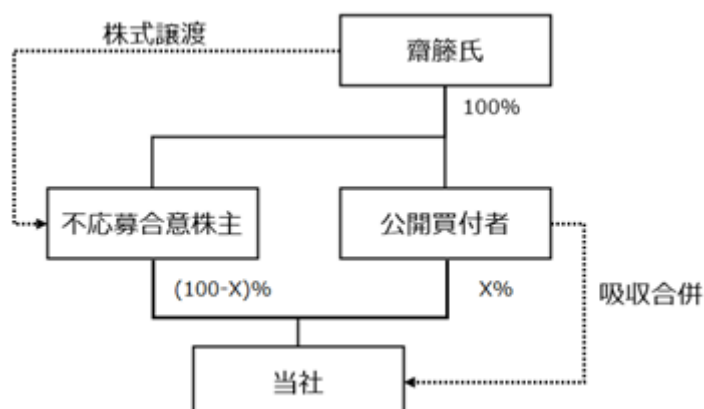 株式譲渡
齋藤氏
100%
不応募合意株主
公開買付者
(100-X)%
X%
吸収合併
当社